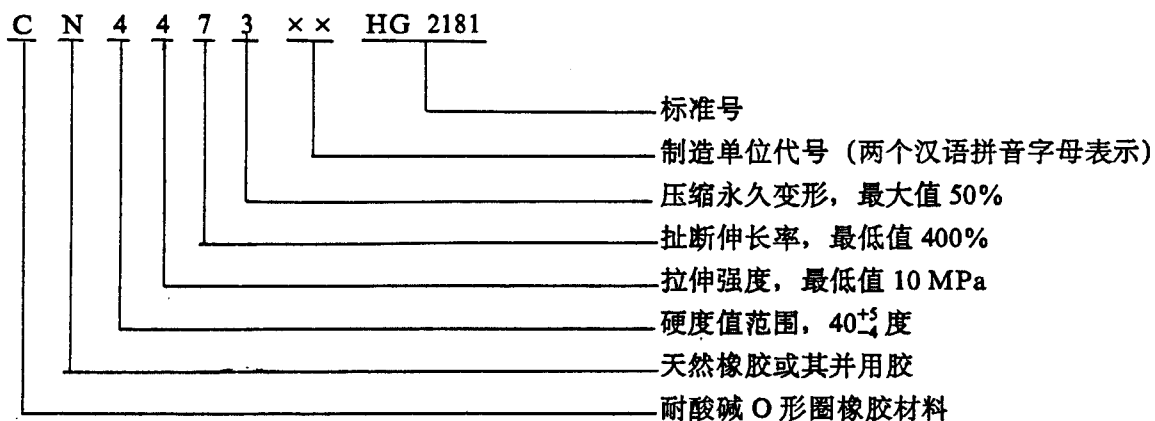 C N 4 4 7 3 ×× HG 2181
标准号
制造单位代号（两个汉语拼音字母表示）
压缩永久变形，最大值 50%
扯断伸长率，最低值 400%
拉伸强度，最低值 10 MPa
硬度值范围，40⁺⁵₋₄ 度
天然橡胶或其并用胶
耐酸碱 O 形圈橡胶材料